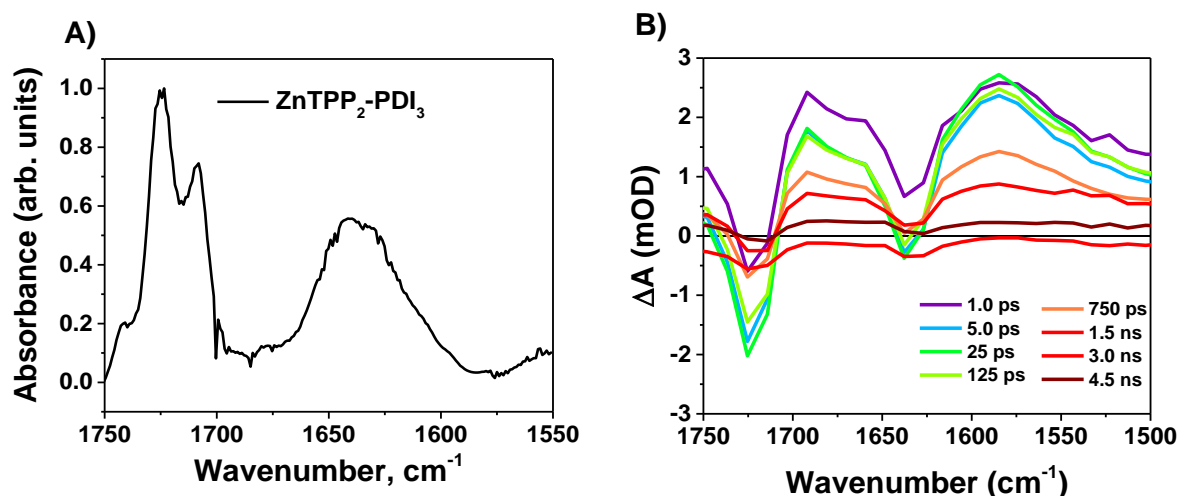 A)
Absorbance (arb. units)
1.0
0.8
0.6
0.4
0.2
0.0
ZnTPP₂-PDI₃
1750 1700 1650 1600 1550
Wavenumber, cm⁻¹
B)
ΔA (mOD)
3
2
1
0
-1
-2
-3
1.0 ps
5.0 ps
25 ps
125 ps
750 ps
1.5 ns
3.0 ns
4.5 ns
1750 1700 1650 1600 1550 1500
Wavenumber (cm⁻¹)